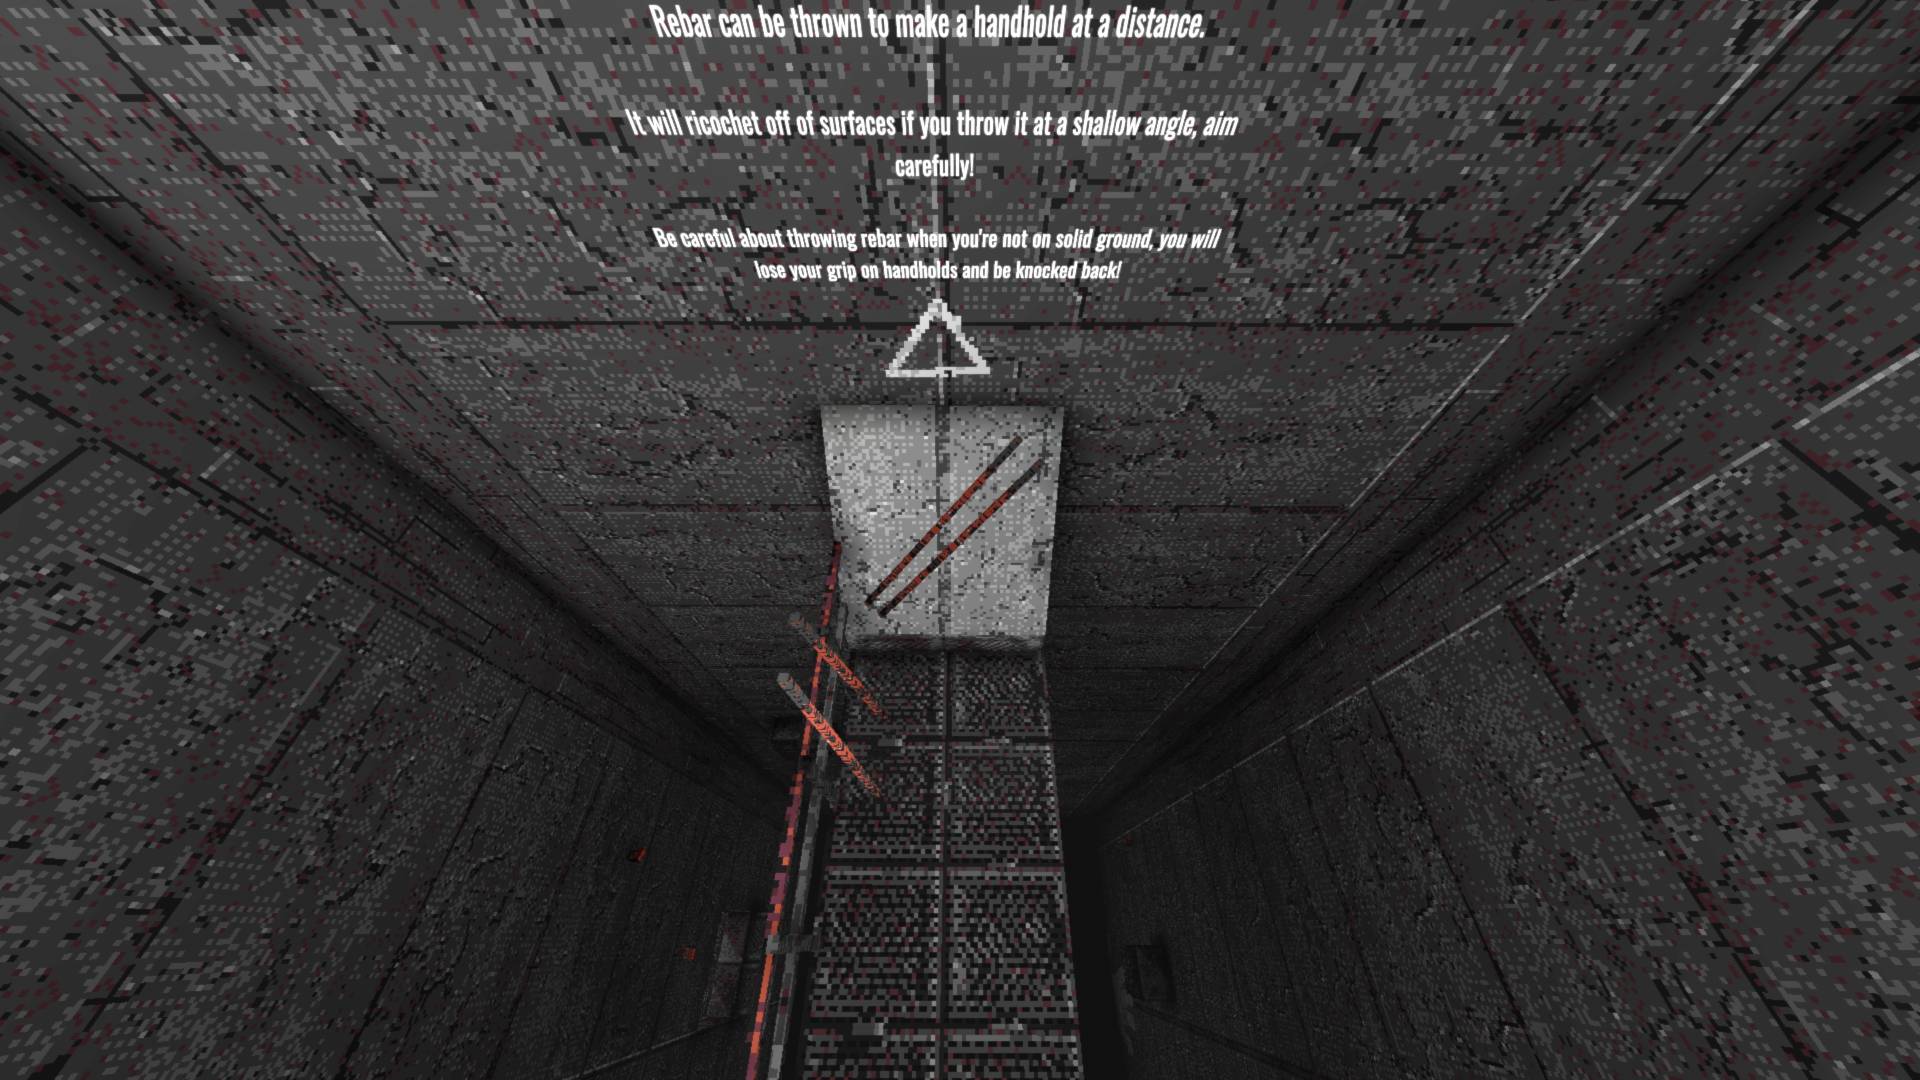 Rebar can be thrown to make a handhold at a distance.
It will ricochet off of surfaces if you throw it at a shallow angle, aim
carefully!
Be careful about throwing rebar when you're not on solid ground, you will
lose your grip on handholds and be knocked back!